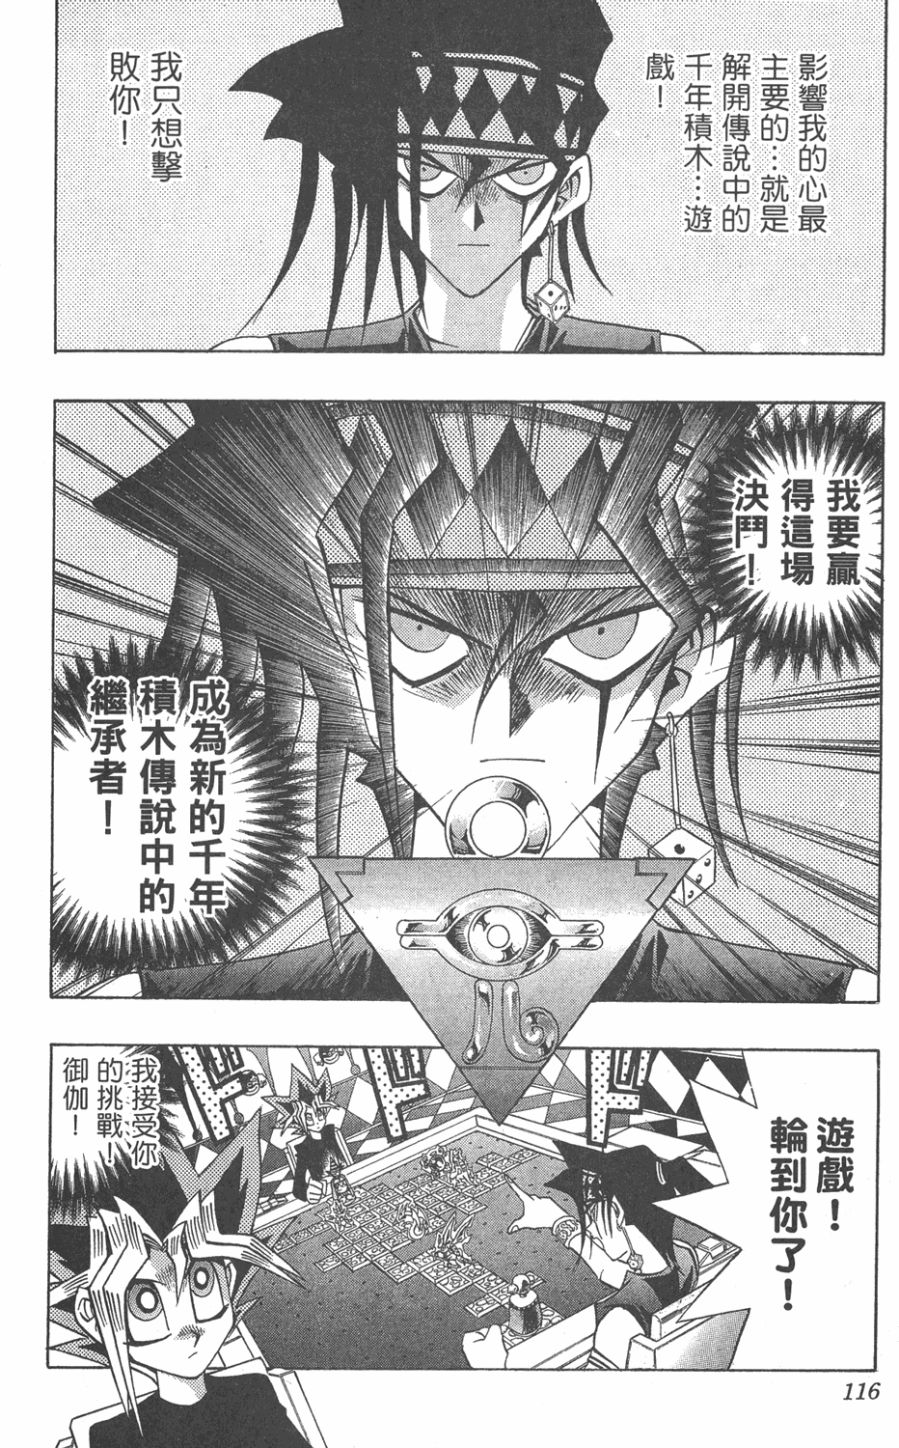 影響我的心最
主要的…就是
解開傳說中的
千年積木…遊
戲！
我只想擊
敗你！
我要贏
得這場
決鬥！
成為新的千年
積木傳說中的
繼承者！
遊戲！
輪到你了！
我接受你
的挑戰！
御伽！
ド
ド
ド
116